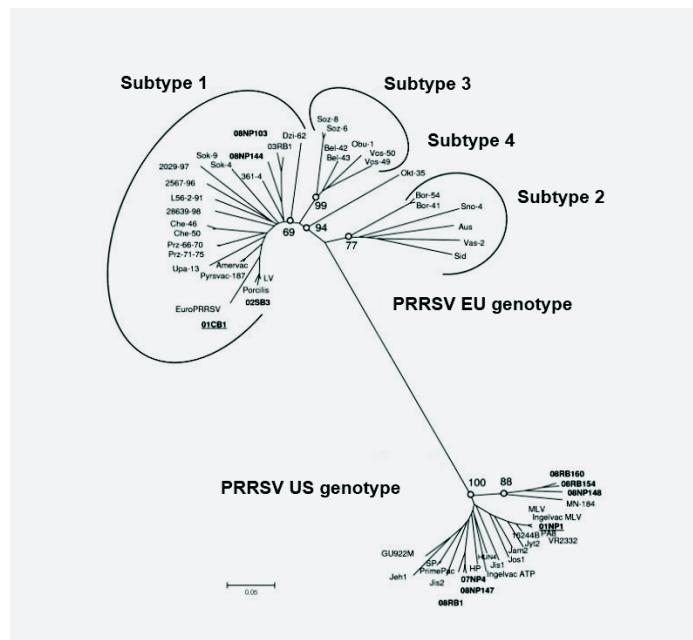 Subtype 1
Subtype 3
Subtype 4
Subtype 2
08NP103
Dzi-62
03RB1
08NP144
Sok-9
Sok-4
361-4
2029-97
2567-96
L56-2-91
28639-98
Che-46
Che-50
Prz-66-70
Prz-71-75
Upa-13
Amervac
Pyrsvac-187
LV
Porcilis
02SB3
EuroPRRSV
01CB1
Soz-8
Soz-6
Bel-42
Bel-43
Obu-1
Vos-50
Vos-49
Okt-35
Bor-54
Bor-41
Sno-4
Aus
Vas-2
Sid
69
99
94
77
PRRSV EU genotype
PRRSV US genotype
100
88
08RB160
08RB154
08NP148
MN-184
MLV
Ingelvac MLV
01NP1
16244B
PA8
VR2332
Jyt2
Jam2
Jos1
HUN4
Jis1
Ingelvac ATP
HP
07NP4
08NP147
08RB1
GU922M
SP
PrimePac
Jeh1
Jis2
0.05